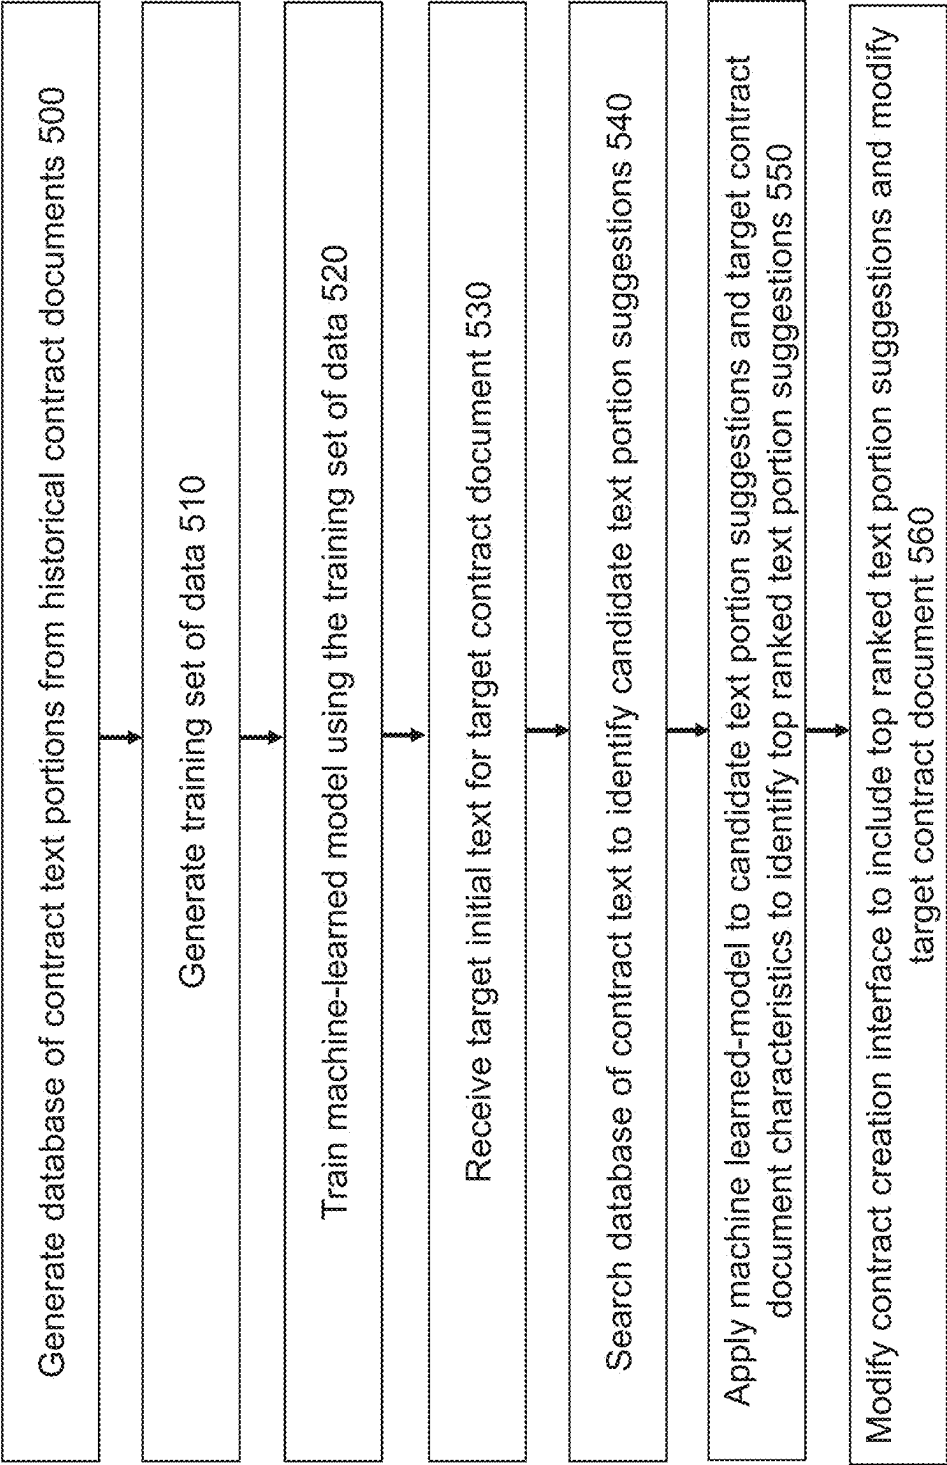 Generate database of contract text portions from historical contract documents 500
Generate training set of data 510
Train machine-learned model using the training set of data 520
Receive target initial text for target contract document 530
Search database of contract text to identify candidate text portion suggestions 540
Apply machine learned-model to candidate text portion suggestions and target contract
document characteristics to identify top ranked text portion suggestions 550
Modify contract creation interface to include top ranked text portion suggestions and modify
target contract document 560